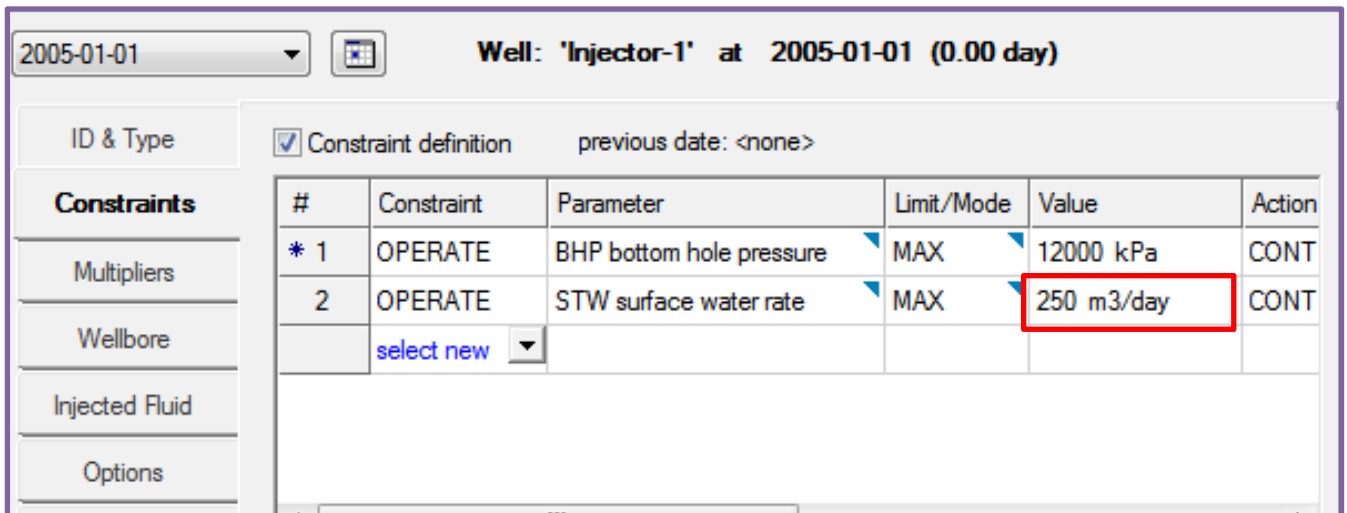 2005-01-01
Well: 'Injector-1' at 2005-01-01 (0.00 day)
ID & Type
Constraint definition previous date: <none>
Constraints
# Constraint Parameter Limit/Mode Value Action
* 1 OPERATE BHP bottom hole pressure MAX 12000 kPa CONT
Multipliers
2 OPERATE STW surface water rate MAX 250 m3/day CONT
Wellbore
select new
Injected Fluid
Options